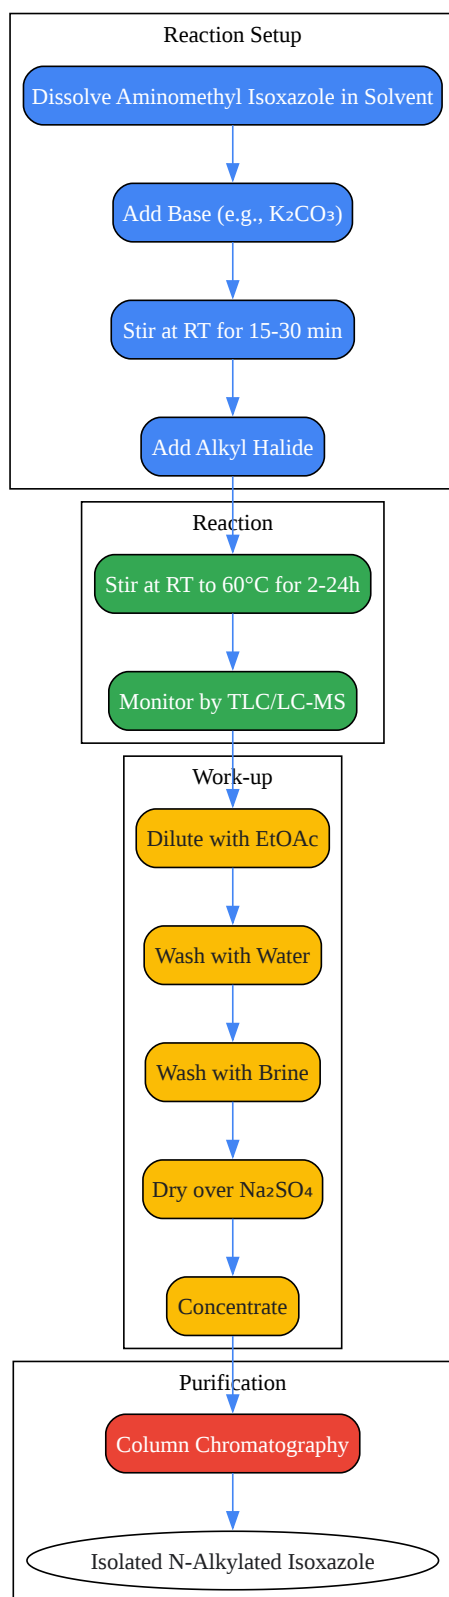 Reaction Setup
Dissolve Aminomethyl Isoxazole in Solvent
Add Base (e.g., K₂CO₃)
Stir at RT for 15-30 min
Add Alkyl Halide
Reaction
Stir at RT to 60°C for 2-24h
Monitor by TLC/LC-MS
Work-up
Dilute with EtOAc
Wash with Water
Wash with Brine
Dry over Na₂SO₄
Concentrate
Purification
Column Chromatography
Isolated N-Alkylated Isoxazole